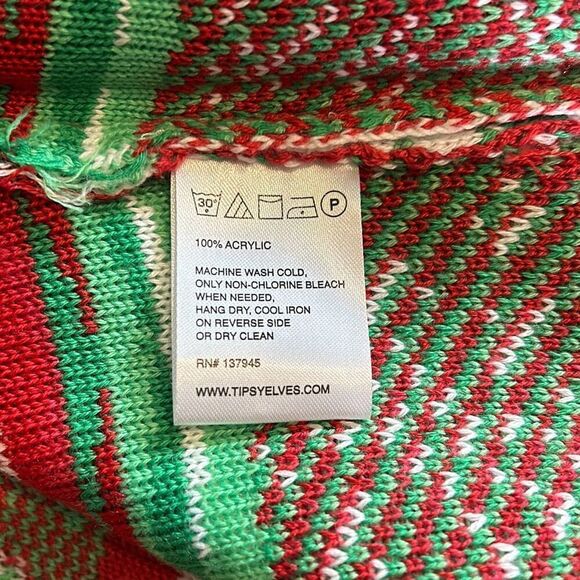 30° P
100% ACRYLIC
MACHINE WASH COLD,
ONLY NON-CHLORINE BLEACH
WHEN NEEDED,
HANG DRY, COOL IRON
ON REVERSE SIDE
OR DRY CLEAN
RN# 137945
WWW.TIPSYELVES.COM